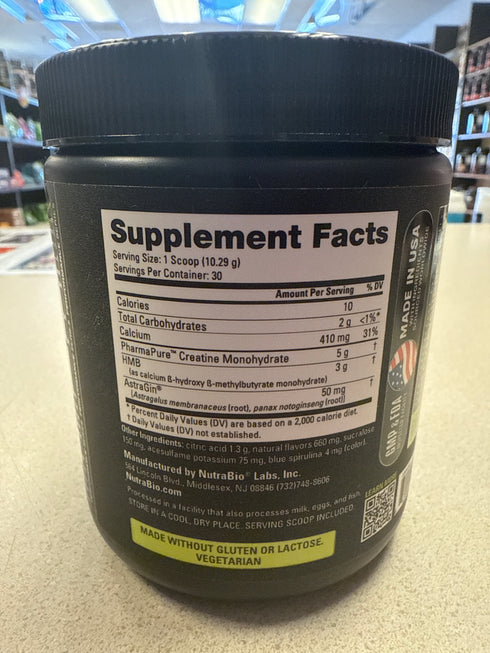 Supplement Facts
Serving Size: 1 Scoop (10.29 g)
Servings Per Container: 30
Amount Per Serving % DV
Calories 10
Total Carbohydrates 2 g <1%*
Calcium 410 mg 31%
PharmaPure™ Creatine Monohydrate 5 g †
HMB 3 g †
(as calcium ß-hydroxy ß-methylbutyrate monohydrate)
AstraGin® 50 mg †
(Astragalus membranaceus (root), panax notoginseng (root))
* Percent Daily Values (DV) are based on a 2,000 calorie diet.
† Daily Values (DV) not established.
Other Ingredients: citric acid 1.3 g, natural flavors 660 mg, sucralose
150 mg, acesulfame potassium 75 mg, blue spirulina 4 mg (color).
Manufactured by NutraBio® Labs, Inc.
564 Lincoln Blvd., Middlesex, NJ 08846 (732)748-8606
NutraBio.com
Processed in a facility that also processes milk, eggs, and fish.
STORE IN A COOL, DRY PLACE. SERVING SCOOP INCLUDED.
MADE WITHOUT GLUTEN OR LACTOSE.
VEGETARIAN
MADE IN USA
GMP & FDA
LEARN MORE